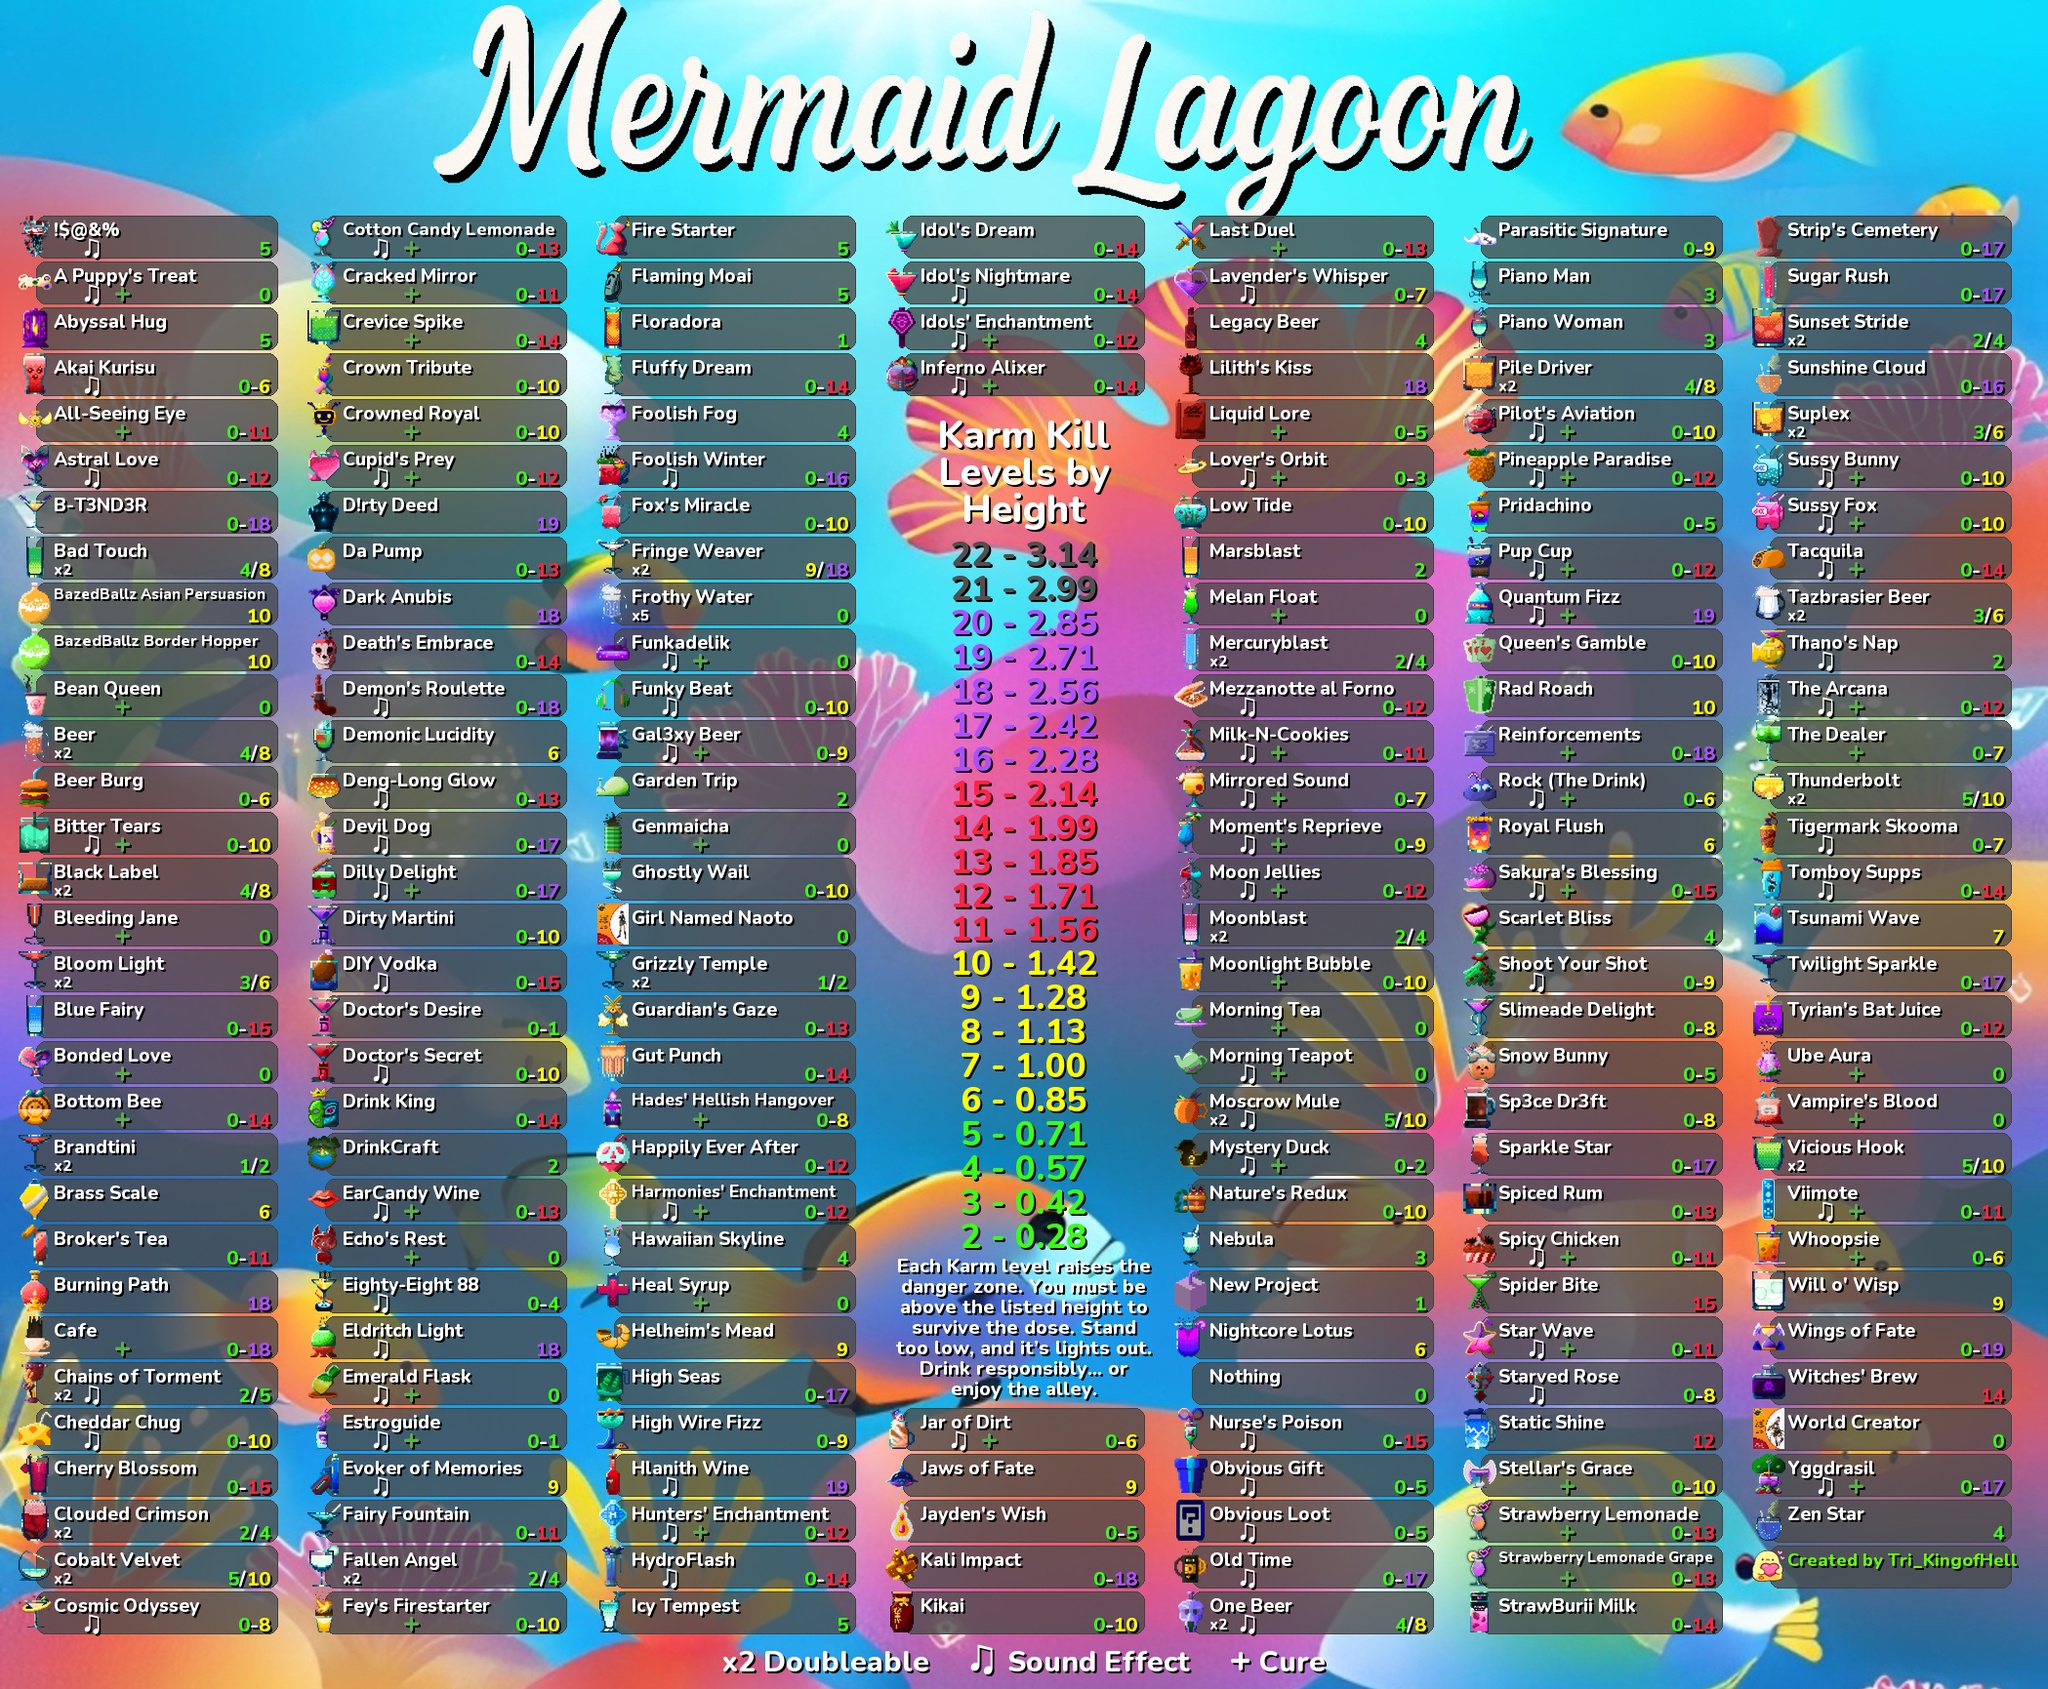 Mermaid Lagoon
!$@&%
♫ 5
A Puppy's Treat
♫ + 0
Abyssal Hug
5
Akai Kurisu
♫ 0-6
All-Seeing Eye
+ 0-11
Astral Love
♫ 0-12
B-T3ND3R
0-18
Bad Touch
x2 4/8
BazedBallz Asian Persuasion
10
BazedBallz Border Hopper
10
Bean Queen
+ 0
Beer
x2 4/8
Beer Burg
0-6
Bitter Tears
♫ + 0-10
Black Label
x2 4/8
Bleeding Jane
+ 0
Bloom Light
x2 3/6
Blue Fairy
0-15
Bonded Love
+ 0
Bottom Bee
+ 0-14
Brandtini
x2 1/2
Brass Scale
6
Broker's Tea
0-11
Burning Path
18
Cafe
+ 0-18
Chains of Torment
x2 ♫ 2/5
Cheddar Chug
♫ 0-10
Cherry Blossom
0-15
Clouded Crimson
x2 2/4
Cobalt Velvet
x2 5/10
Cosmic Odyssey
♫ 0-8
Cotton Candy Lemonade
♫ + 0-13
Cracked Mirror
+ 0-11
Crevice Spike
+ 0-14
Crown Tribute
0-10
Crowned Royal
+ 0-10
Cupid's Prey
♫ + 0-12
D!rty Deed
19
Da Pump
0-13
Dark Anubis
18
Death's Embrace
0-14
Demon's Roulette
♫ 0-18
Demonic Lucidity
6
Deng-Long Glow
♫ 0-13
Devil Dog
♫ 0-17
Dilly Delight
♫ + 0-17
Dirty Martini
0-10
DIY Vodka
♫ 0-15
Doctor's Desire
0-1
Doctor's Secret
♫ 0-10
Drink King
0-14
DrinkCraft
2
EarCandy Wine
♫ + 0-13
Echo's Rest
+ 0
Eighty-Eight 88
♫ 0-4
Eldritch Light
♫ 18
Emerald Flask
♫ + 0
Estroguide
♫ + 0-1
Evoker of Memories
♫ 9
Fairy Fountain
0-11
Fallen Angel
x2 2/4
Fey's Firestarter
+ 0-10
Fire Starter
5
Flaming Moai
5
Floradora
1
Fluffy Dream
0-14
Foolish Fog
4
Foolish Winter
♫ 0-16
Fox's Miracle
0-10
Fringe Weaver
x2 9/18
Frothy Water
x5 0
Funkadelik
♫ + 0
Funky Beat
♫ 0-10
Gal3xy Beer
♫ + 0-9
Garden Trip
2
Genmaicha
+ 0
Ghostly Wail
0-10
Girl Named Naoto
0
Grizzly Temple
x2 1/2
Guardian's Gaze
0-13
Gut Punch
0-14
Hades' Hellish Hangover
+ 0-8
Happily Ever After
0-12
Harmonies' Enchantment
♫ + 0-12
Hawaiian Skyline
4
Heal Syrup
+ 0
Helheim's Mead
9
High Seas
0-17
High Wire Fizz
0-9
Hlanith Wine
♫ 19
Hunters' Enchantment
♫ + 0-12
HydroFlash
♫ 0-14
Icy Tempest
5
Idol's Dream
0-14
Idol's Nightmare
♫ 0-14
Idols' Enchantment
♫ + 0-12
Inferno Alixer
♫ + 0-14
Karm Kill
Levels by
Height
22 - 3.14
21 - 2.99
20 - 2.85
19 - 2.71
18 - 2.56
17 - 2.42
16 - 2.28
15 - 2.14
14 - 1.99
13 - 1.85
12 - 1.71
11 - 1.56
10 - 1.42
9 - 1.28
8 - 1.13
7 - 1.00
6 - 0.85
5 - 0.71
4 - 0.57
3 - 0.42
2 - 0.28
Each Karm level raises the
danger zone. You must be
above the listed height to
survive the dose. Stand
too low, and it's lights out.
Drink responsibly... or
enjoy the alley.
Jar of Dirt
♫ + 0-6
Jaws of Fate
9
Jayden's Wish
0-5
Kali Impact
0-18
Kikai
0-10
Last Duel
+ 0-13
Lavender's Whisper
♫ 0-7
Legacy Beer
4
Lilith's Kiss
18
Liquid Lore
+ 0-5
Lover's Orbit
♫ + 0-3
Low Tide
0-10
Marsblast
2
Melan Float
+ 0
Mercuryblast
x2 2/4
Mezzanotte al Forno
♫ 0-12
Milk-N-Cookies
♫ + 0-11
Mirrored Sound
♫ + 0-7
Moment's Reprieve
♫ + 0-9
Moon Jellies
♫ + 0-12
Moonblast
x2 2/4
Moonlight Bubble
+ 0-10
Morning Tea
+ 0
Morning Teapot
♫ + 0
Moscrow Mule
x2 ♫ 5/10
Mystery Duck
♫ + 0-2
Nature's Redux
0-10
Nebula
3
New Project
1
Nightcore Lotus
6
Nothing
0
Nurse's Poison
♫ 0-15
Obvious Gift
♫ 0-5
Obvious Loot
♫ 0-5
Old Time
♫ 0-17
One Beer
x2 ♫ 4/8
Parasitic Signature
0-9
Piano Man
3
Piano Woman
3
Pile Driver
x2 4/8
Pilot's Aviation
♫ + 0-10
Pineapple Paradise
♫ + 0-12
Pridachino
0-5
Pup Cup
♫ + 0-12
Quantum Fizz
♫ + 19
Queen's Gamble
0-10
Rad Roach
10
Reinforcements
+ 0-18
Rock (The Drink)
♫ + 0-6
Royal Flush
6
Sakura's Blessing
♫ + 0-15
Scarlet Bliss
4
Shoot Your Shot
♫ 0-9
Slimeade Delight
0-8
Snow Bunny
0-5
Sp3ce Dr3ft
0-8
Sparkle Star
0-17
Spiced Rum
0-13
Spicy Chicken
♫ + 0-11
Spider Bite
15
Star Wave
♫ + 0-11
Starved Rose
♫ 0-8
Static Shine
12
Stellar's Grace
+ 0-10
Strawberry Lemonade
+ 0-13
Strawberry Lemonade Grape
+ 0-13
StrawBurii Milk
0-14
Strip's Cemetery
0-17
Sugar Rush
0-17
Sunset Stride
x2 2/4
Sunshine Cloud
0-16
Suplex
x2 3/6
Sussy Bunny
♫ + 0-10
Sussy Fox
♫ + 0-10
Tacquila
♫ + 0-14
Tazbrasier Beer
x2 3/6
Thano's Nap
♫ 2
The Arcana
♫ + 0-12
The Dealer
+ 0-7
Thunderbolt
x2 5/10
Tigermark Skooma
♫ 0-7
Tomboy Supps
♫ 0-14
Tsunami Wave
7
Twilight Sparkle
0-17
Tyrian's Bat Juice
0-12
Ube Aura
+ 0
Vampire's Blood
+ 0
Vicious Hook
x2 5/10
Viimote
♫ + 0-11
Whoopsie
+ 0-6
Will o' Wisp
9
Wings of Fate
0-19
Witches' Brew
14
World Creator
0
Yggdrasil
♫ + 0-17
Zen Star
4
Created by Tri_KingofHell
x2 Doubleable ♫ Sound Effect + Cure